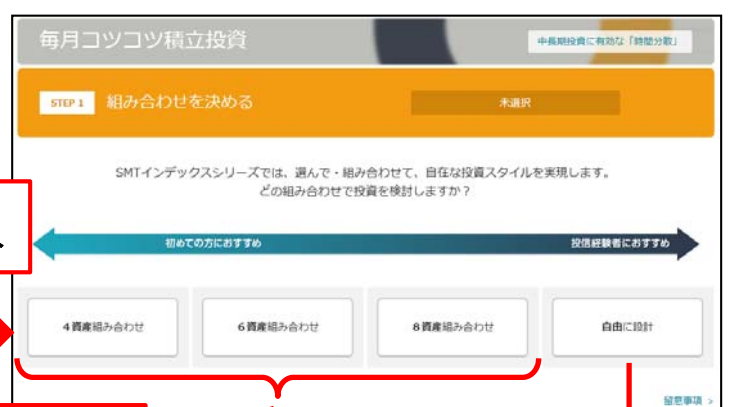 毎月コツコツ積立投資
中長期投資に有効な「時間分散」
STEP 1 組み合わせを決める
未選択
SMTインデックスシリーズでは、選んで・組み合わせて、自在な投資スタイルを実現します。
どの組み合わせで投資を検討しますか？
初めての方におすすめ
投信経験者におすすめ
4資産組み合わせ
6資産組み合わせ
8資産組み合わせ
自由に設計
留意事項 >